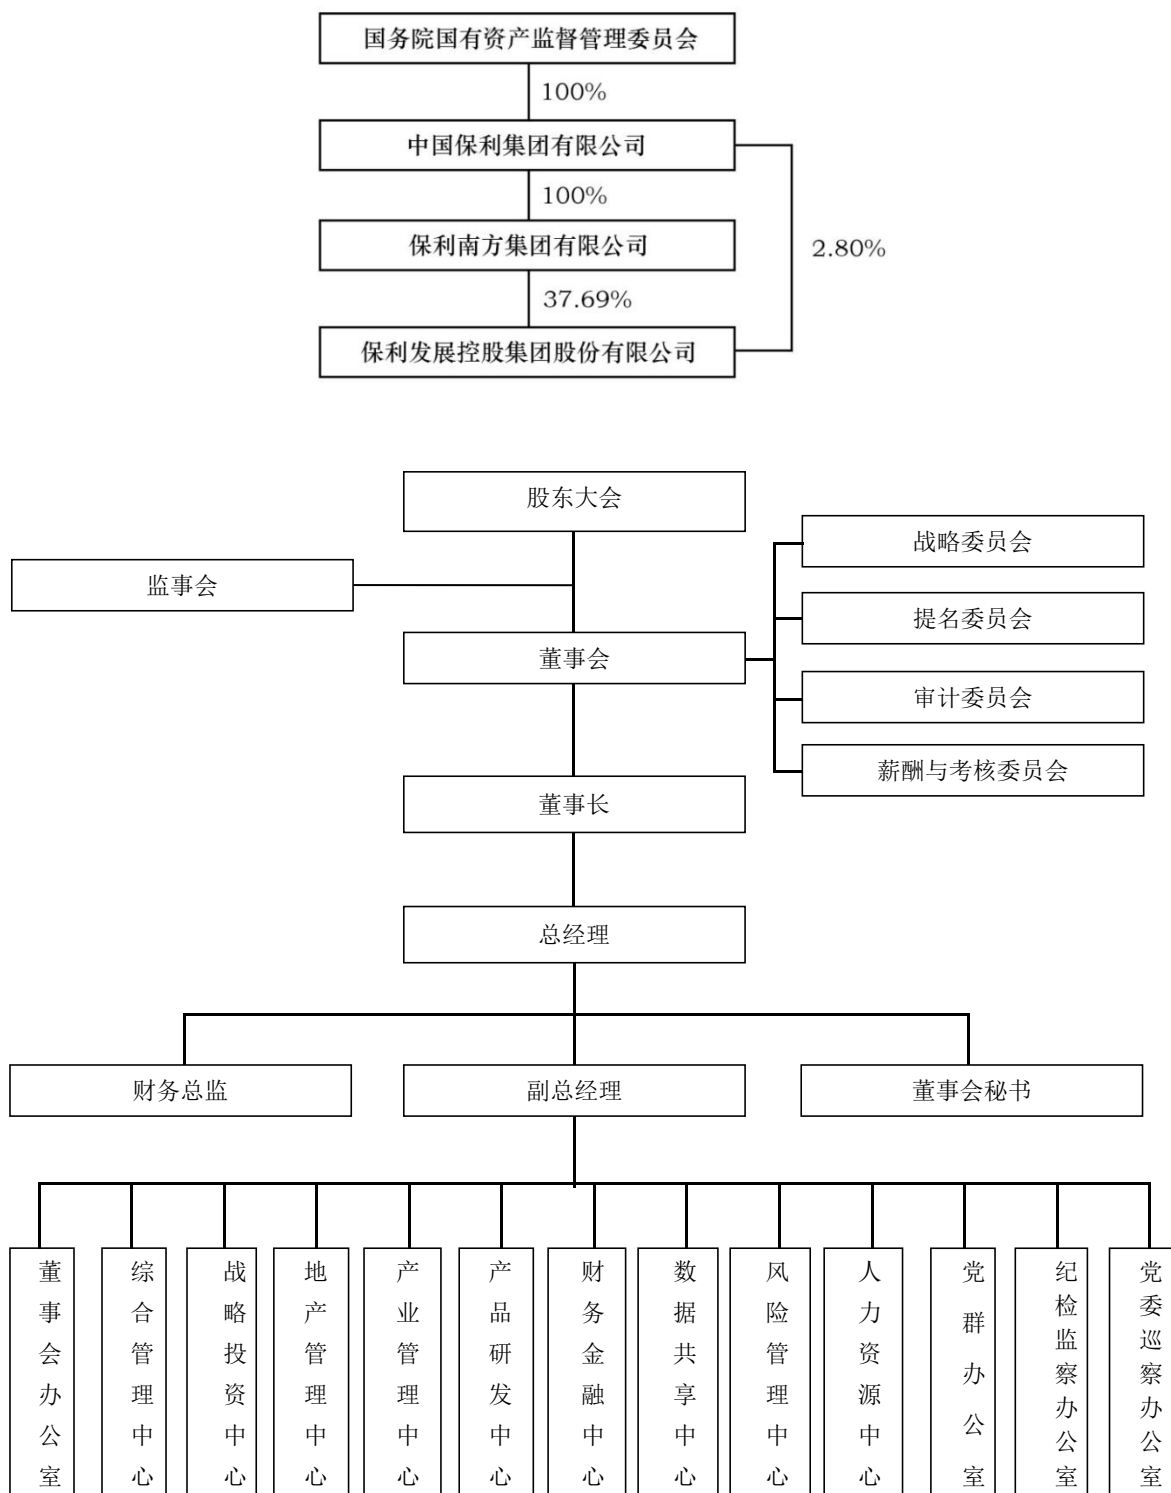 国务院国有资产监督管理委员会
100%
中国保利集团有限公司
100%
保利南方集团有限公司
2.80%
37.69%
保利发展控股集团股份有限公司
股东大会
战略委员会
监事会
提名委员会
董事会
审计委员会
薪酬与考核委员会
董事长
总经理
财务总监
副总经理
董事会秘书
董事会办公室
综合管理中心
战略投资中心
地产管理中心
产业管理中心
产品研发中心
财务金融中心
数据共享中心
风险管理中心
人力资源中心
党群办公室
纪检监察办公室
党委巡察办公室